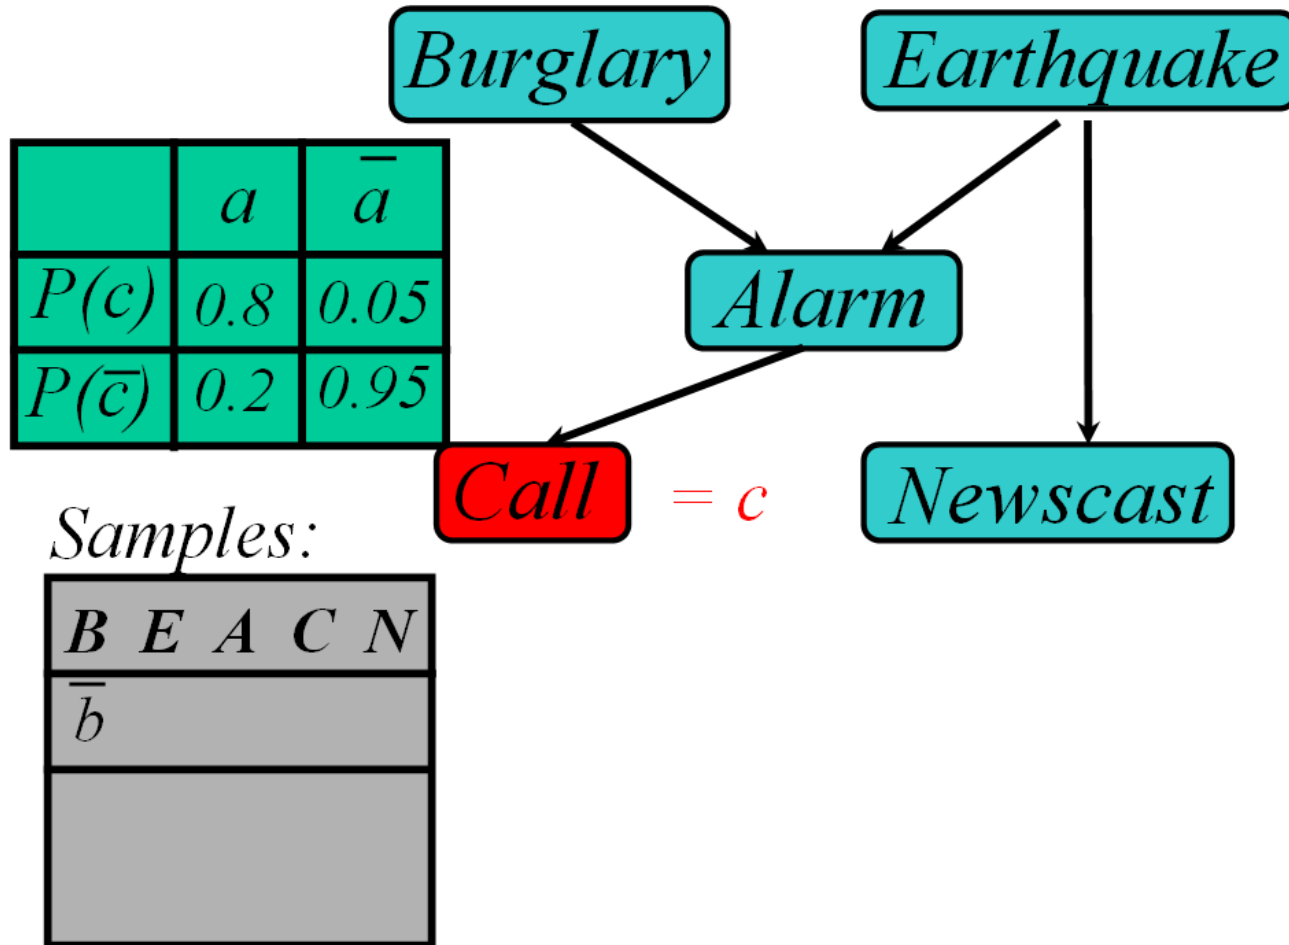 Burglary
Earthquake
a a̅
P(c) 0.8 0.05
P(c̅) 0.2 0.95
Alarm
Call = c
Newscast
Samples:
B E A C N
b̅